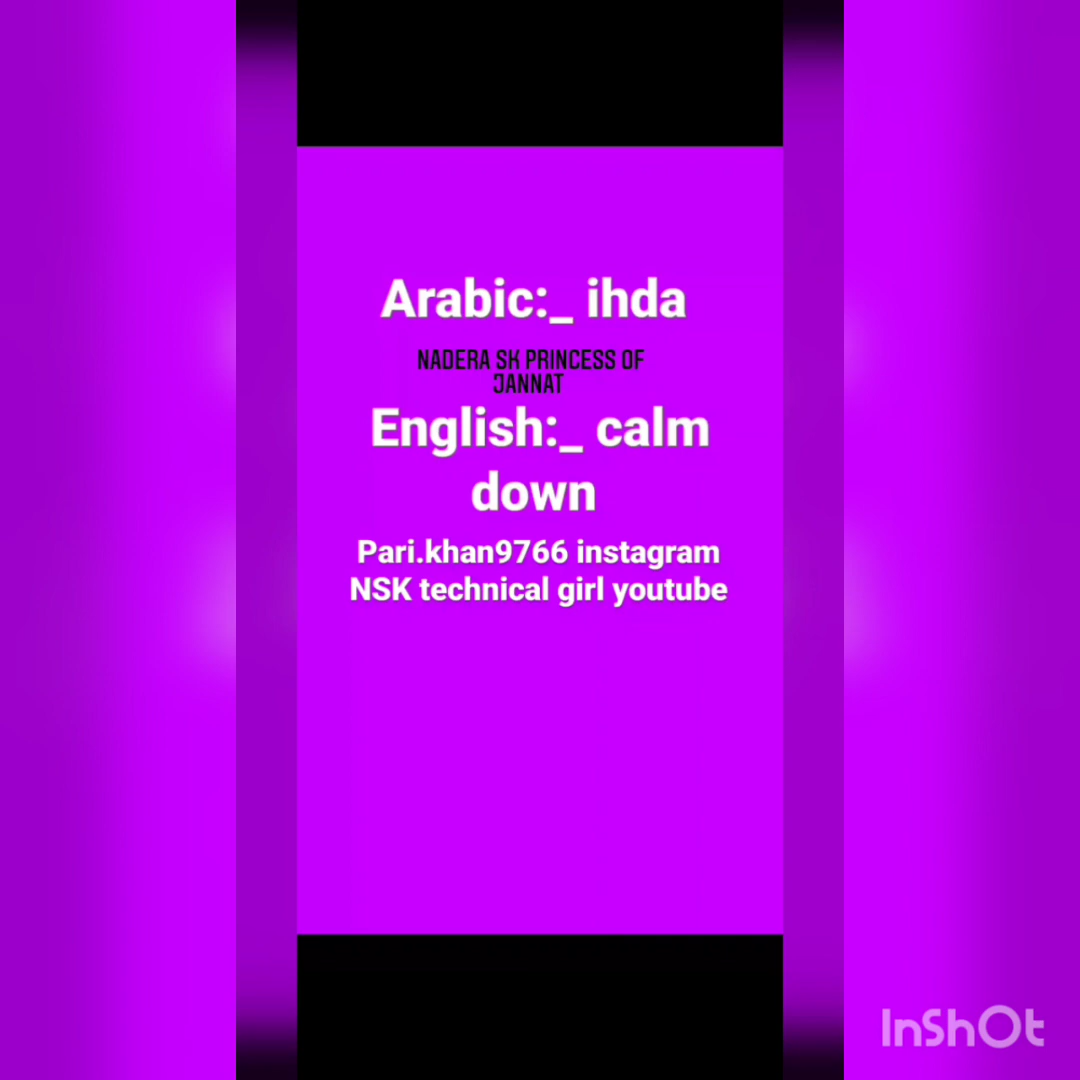 Arabic:_ ihda
NADERA SK PRINCESS OF
JANNAT
English:_ calm
down
Pari.khan9766 instagram
NSK technical girl youtube
InShOt